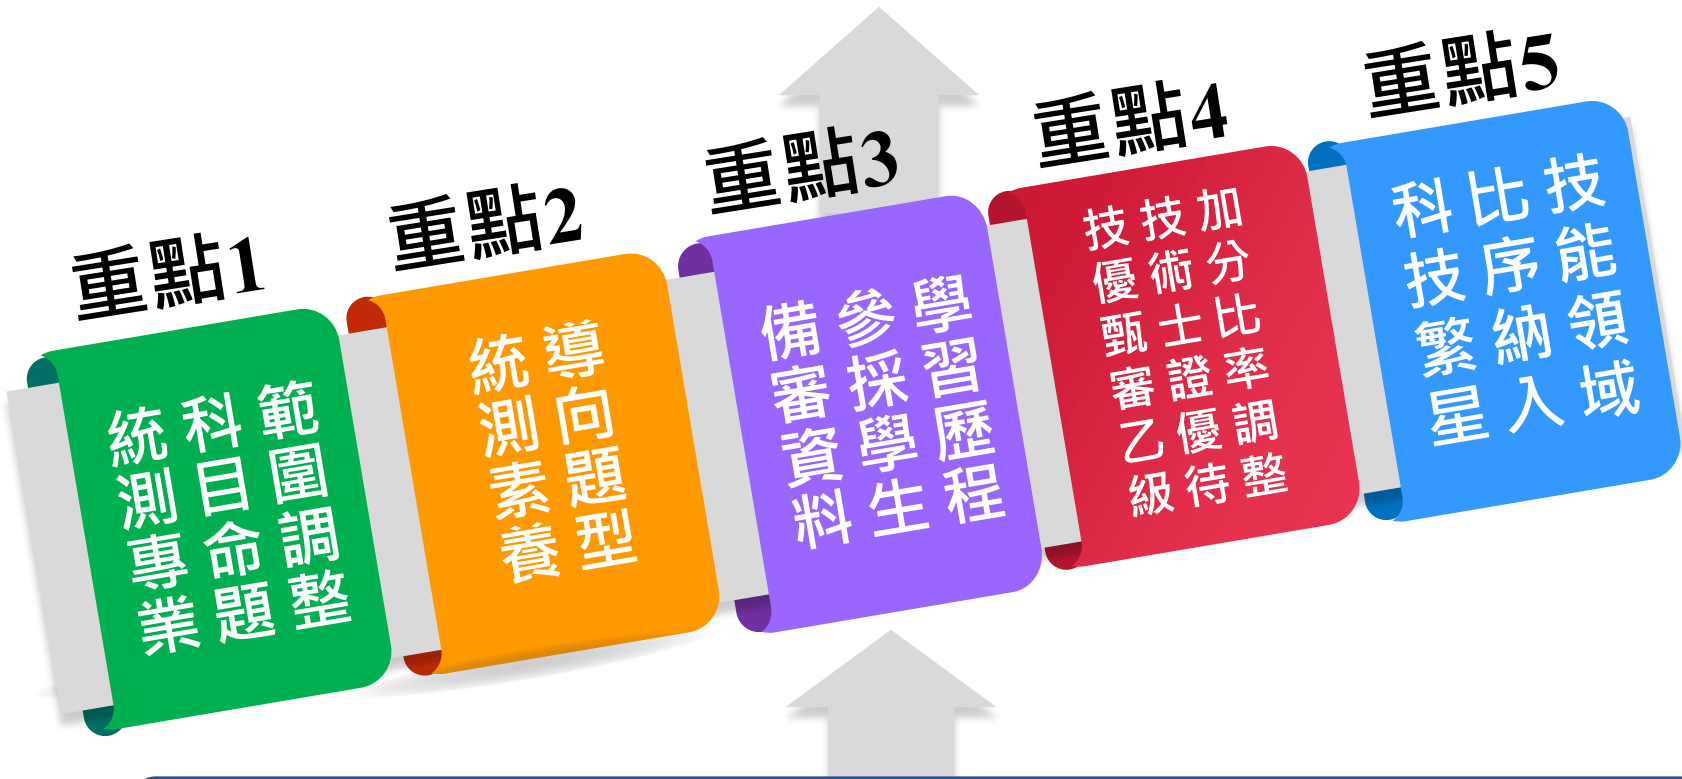 重點1
統測專業
科目命題
範圍調整
重點2
統測素養
導向題型
重點3
備審資料
參採學生
學習歷程
重點4
技優甄審乙級
技術士證優待
加分比率調整
重點5
科技繁星
比序納入
技能領域